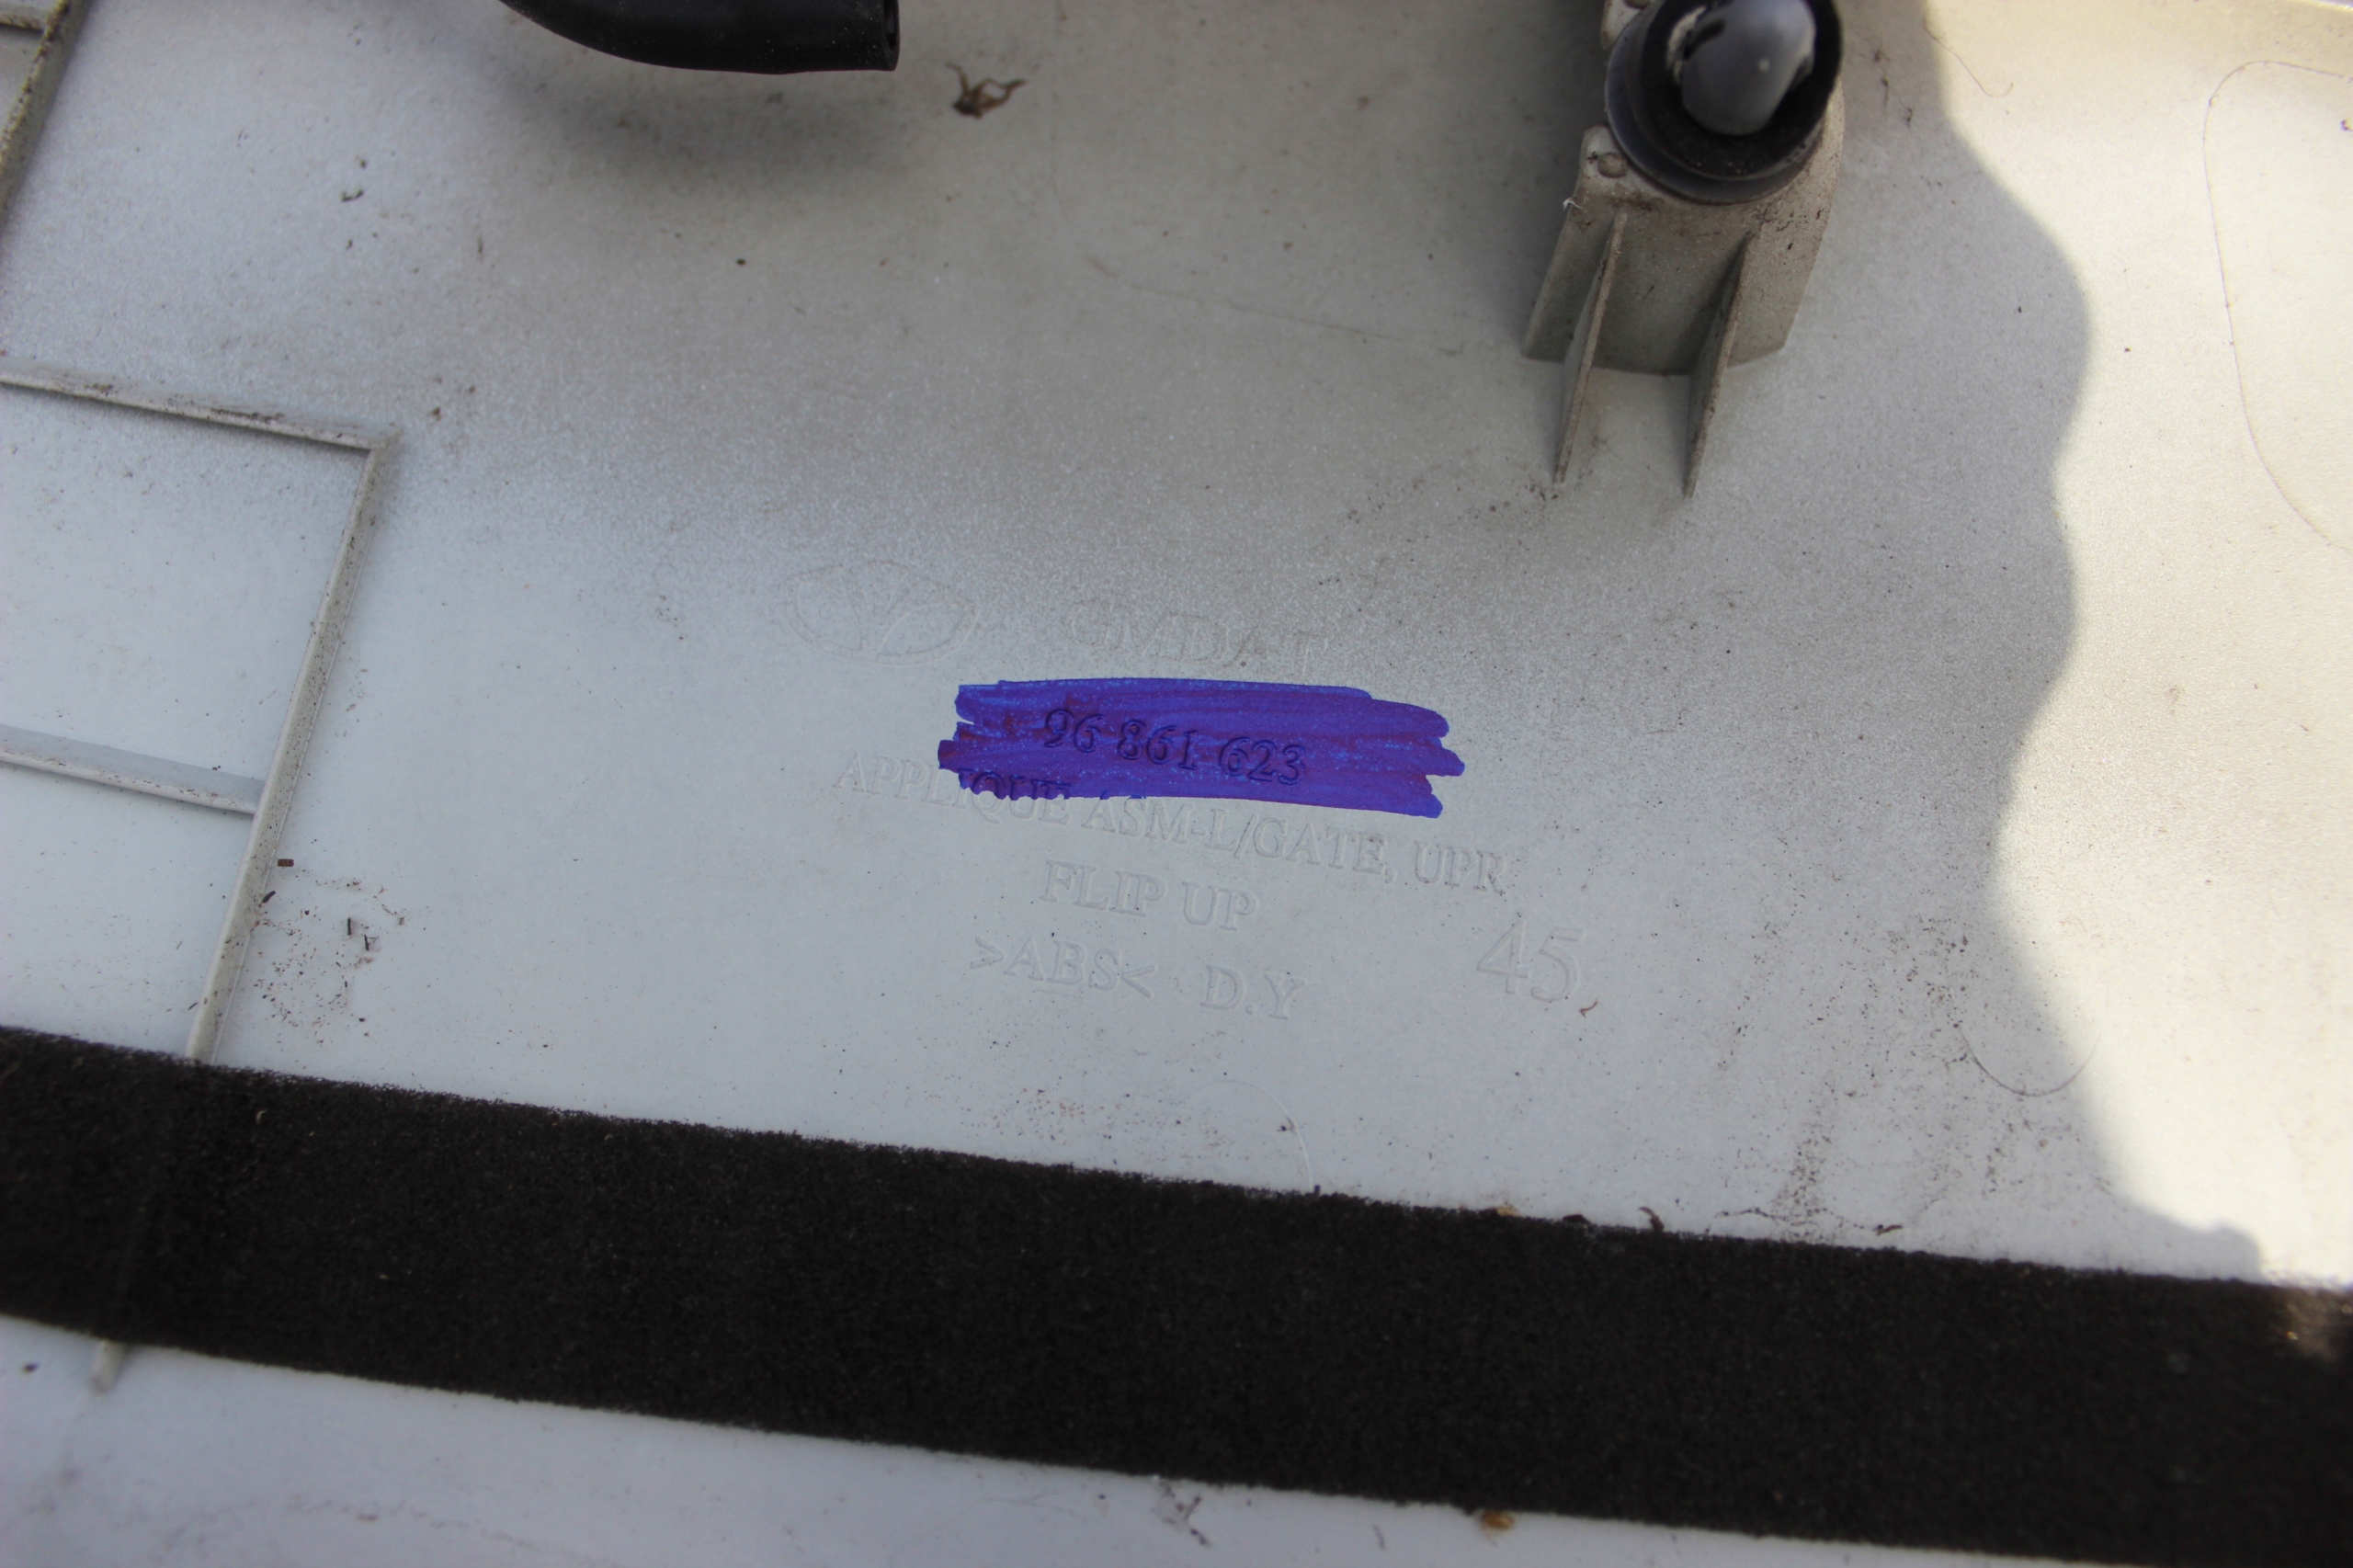 GMDAT
96 861 623
APPLIQUE ASM-L/GATE, UPR
FLIP UP
>ABS< D.Y
45